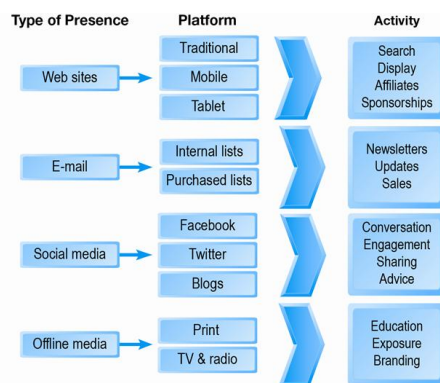 Type of Presence
Platform
Activity
Web sites
Traditional
Mobile
Tablet
Search
Display
Affiliates
Sponsorships
E-mail
Internal lists
Purchased lists
Newsletters
Updates
Sales
Social media
Facebook
Twitter
Blogs
Conversation
Engagement
Sharing
Advice
Offline media
Print
TV & radio
Education
Exposure
Branding